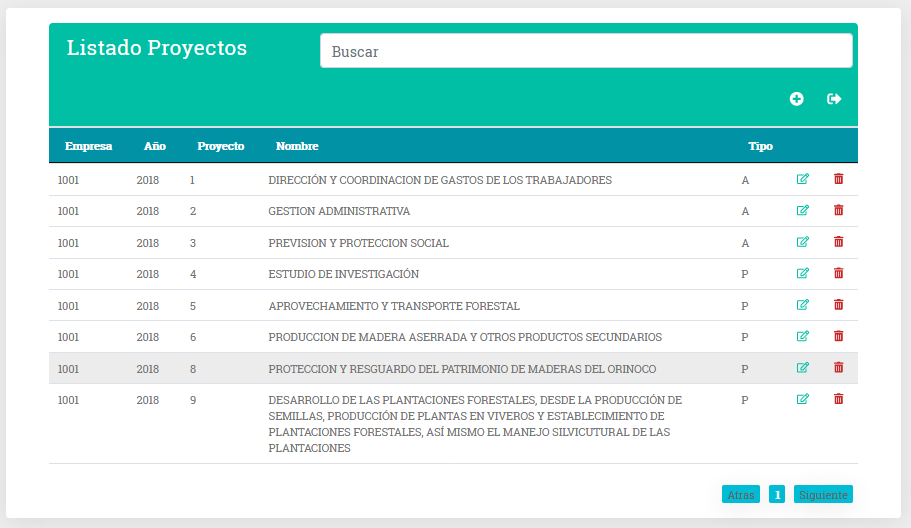 Listado Proyectos
Buscar
Empresa Año Proyecto Nombre Tipo
1001 2018 1 DIRECCIÓN Y COORDINACION DE GASTOS DE LOS TRABAJADORES A
1001 2018 2 GESTION ADMINISTRATIVA A
1001 2018 3 PREVISION Y PROTECCION SOCIAL A
1001 2018 4 ESTUDIO DE INVESTIGACIÓN P
1001 2018 5 APROVECHAMIENTO Y TRANSPORTE FORESTAL P
1001 2018 6 PRODUCCION DE MADERA ASERRADA Y OTROS PRODUCTOS SECUNDARIOS P
1001 2018 8 PROTECCION Y RESGUARDO DEL PATRIMONIO DE MADERAS DEL ORINOCO P
1001 2018 9 DESARROLLO DE LAS PLANTACIONES FORESTALES, DESDE LA PRODUCCIÓN DE P
SEMILLAS, PRODUCCIÓN DE PLANTAS EN VIVEROS Y ESTABLECIMIENTO DE
PLANTACIONES FORESTALES, ASÍ MISMO EL MANEJO SILVICUTURAL DE LAS
PLANTACIONES
Atras 1 Siguiente